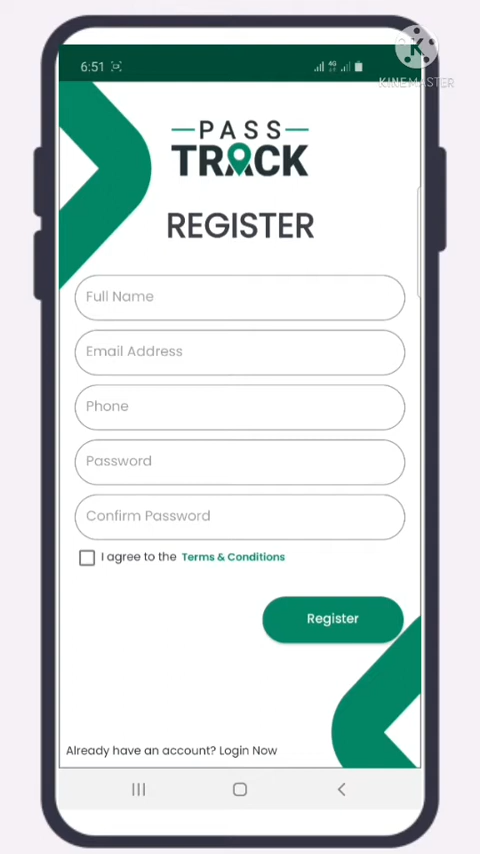 6:51
4G
K
KINEMASTER
PASS
TRACK
REGISTER
Full Name
Email Address
Phone
Password
Confirm Password
I agree to the Terms & Conditions
Register
Already have an account? Login Now